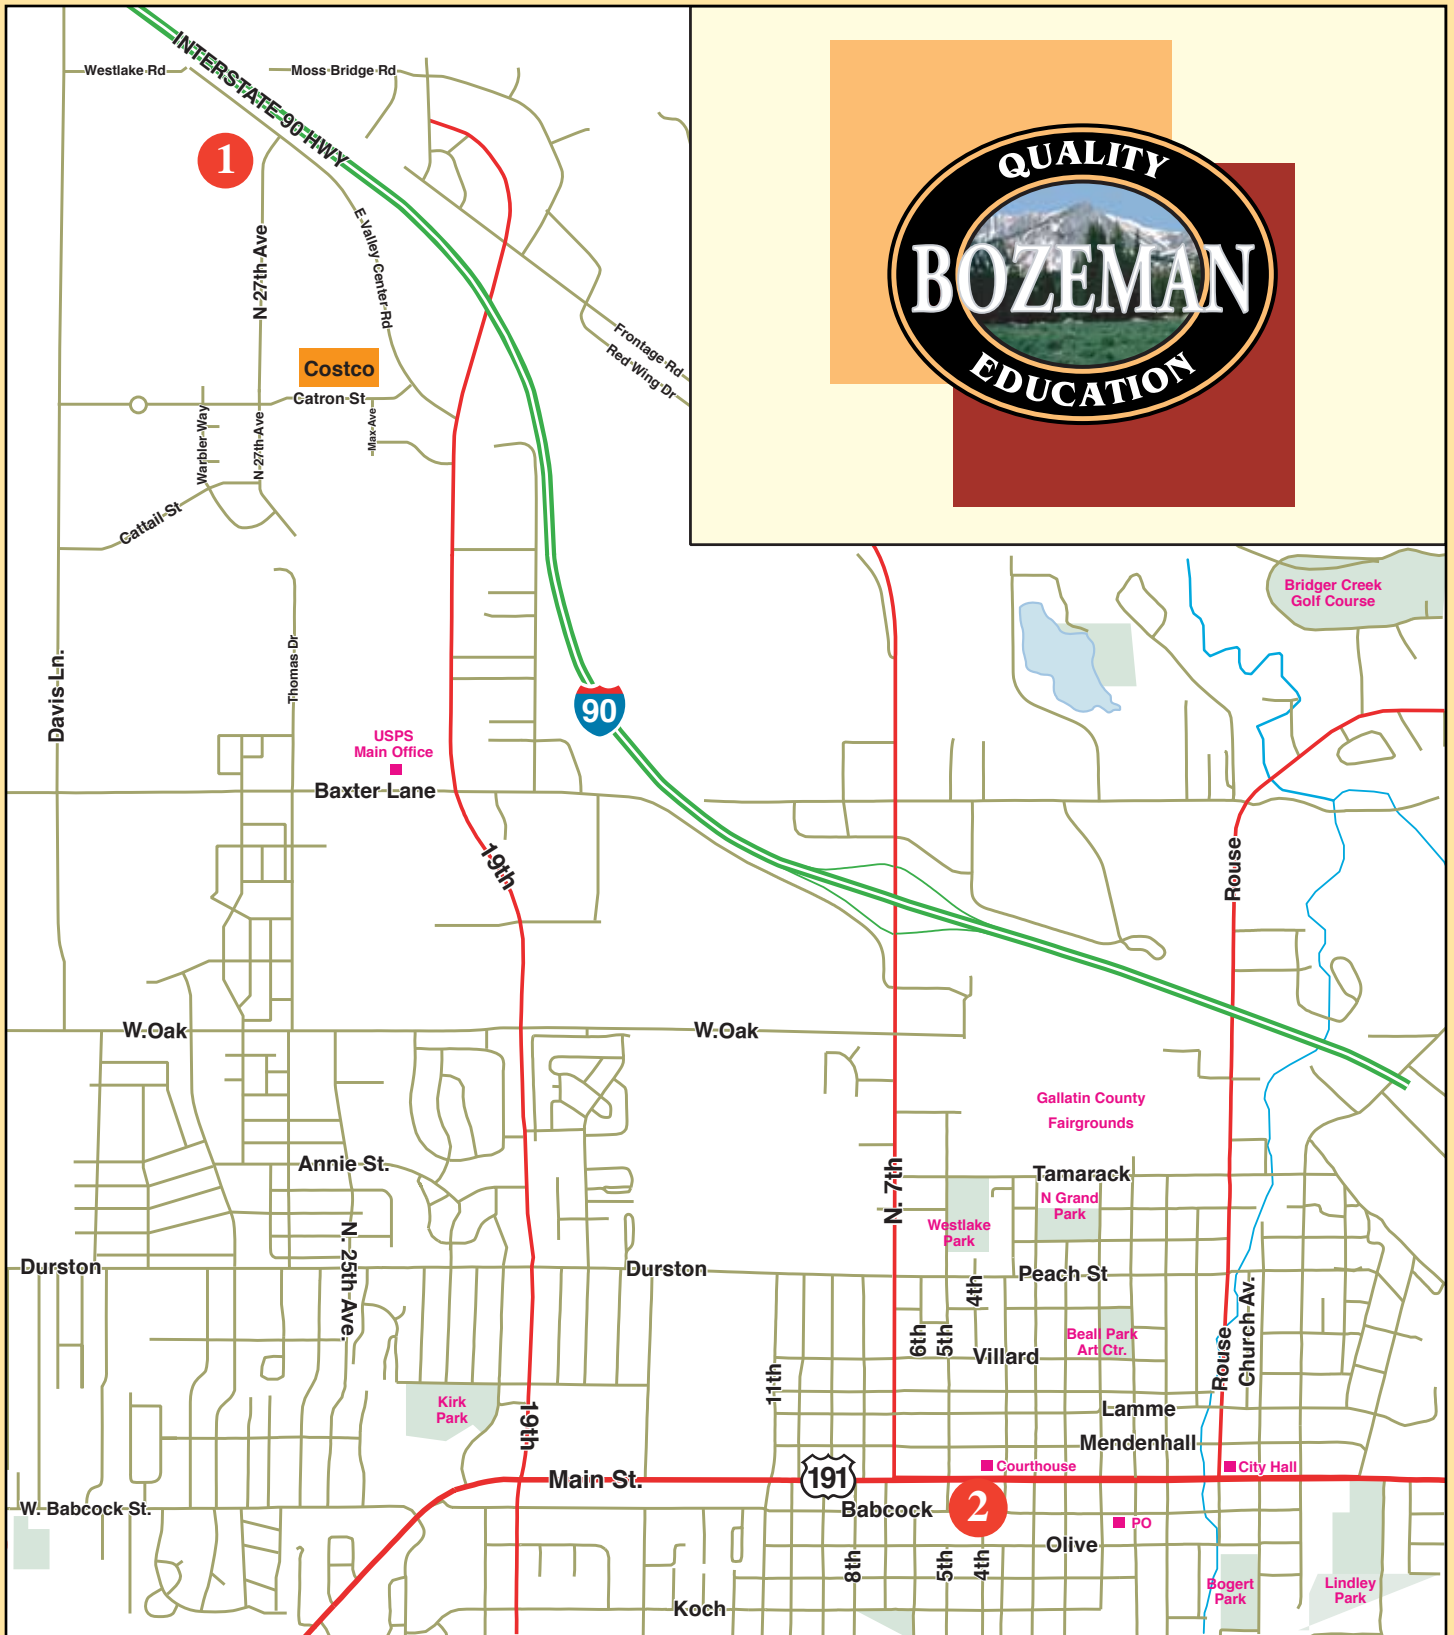 INTERSTATE 90 HWY
Westlake Rd
Moss Bridge Rd
1
QUALITY
BOZEMAN
EDUCATION
N 27th Ave
E Valley Center Rd
Frontage Rd
Red Wing Dr
Costco
Catron St
Warbler Way
N 27th Ave
Max Ave
Cattail St
Bridger Creek
Golf Course
Davis Ln.
Thomas Dr
90
USPS
Main Office
Baxter Lane
19th
Rouse
W.Oak
W.Oak
Gallatin County
Fairgrounds
Annie St.
N. 7th
Tamarack
N Grand
Park
Westlake
Park
N. 25th Ave.
Durston
Durston
Peach St
4th
6th
5th
Church Av.
Rouse
Beall Park
Art Ctr.
Villard
11th
Kirk
Park
19th
Lamme
Mendenhall
Courthouse
City Hall
Main St.
191
W. Babcock St.
Babcock
2
PO
Olive
8th
5th
4th
Bogert
Park
Lindley
Park
Koch